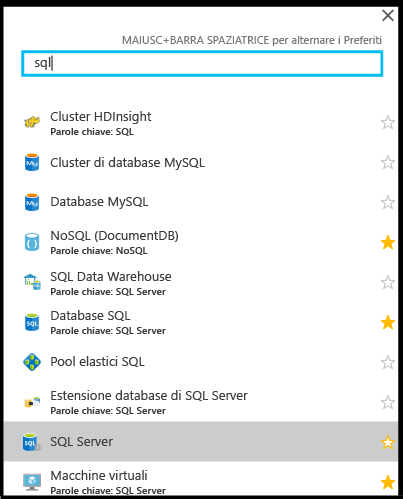 MAIUSC+BARRA SPAZIATRICE per alternare i Preferiti
sql
Cluster HDInsight
Parole chiave: SQL
Cluster di database MySQL
Database MySQL
NoSQL (DocumentDB)
Parole chiave: NoSQL
SQL Data Warehouse
Parole chiave: SQL Server
Database SQL
Parole chiave: SQL Server
Pool elastici SQL
Estensione database di SQL Server
Parole chiave: SQL Server
SQL Server
Macchine virtuali
Parole chiave: SQL Server